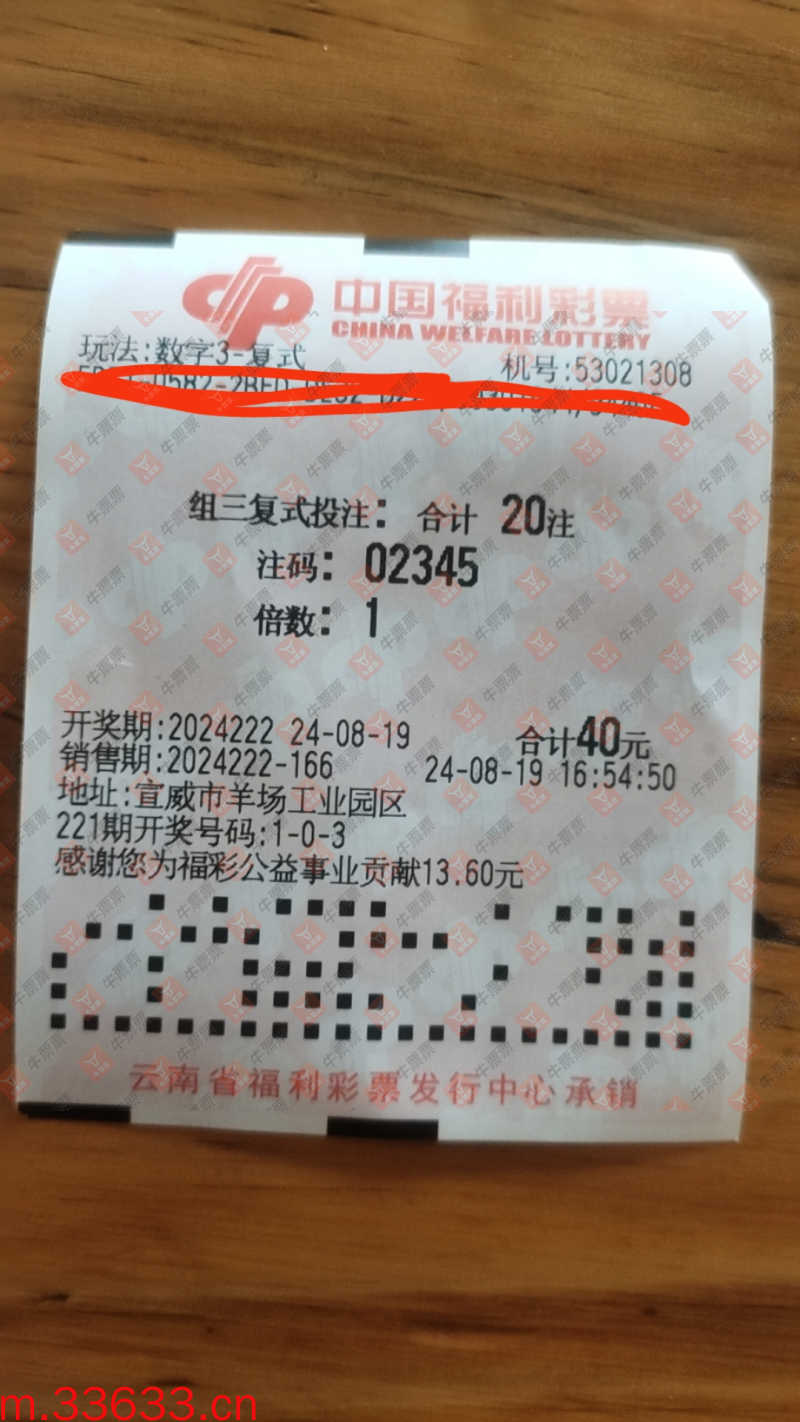 中国福利彩票
CHINA WELFARE LOTTERY
玩法:数字3-复式
机号:53021308
组三复式投注: 合计 20注
注码: 02345
倍数: 1
开奖期:2024222 24-08-19 合计40元
销售期:2024222-166 24-08-19 16:54:50
地址:宣威市羊场工业园区
221期开奖号码:1-0-3
感谢您为福彩公益事业贡献13.60元
云南省福利彩票发行中心承销
牛票票
m.33633.cn